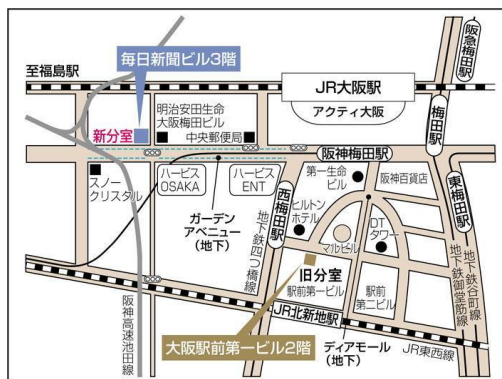 毎日新聞ビル3階
至福島駅
JR大阪駅
アクティ大阪
阪急梅田駅
梅田駅
新分室
明治安田生命
大阪梅田ビル
中央郵便局
阪神梅田駅
東梅田駅
スノー
クリスタル
ハービス
OSAKA
ハービス
ENT
第一生命
ビル
阪神百貨店
ガーデン
アベニュー
(地下)
西梅田駅
ヒルトン
ホテル
マルビル
DT
タワー
地下鉄四つ橋線
旧分室
駅前第一ビル
駅前
第二ビル
地下鉄谷町線
地下鉄御堂筋線
阪神高速池田線
JR北新地駅
大阪駅前第一ビル2階
ディアモール
(地下)
JR東西線